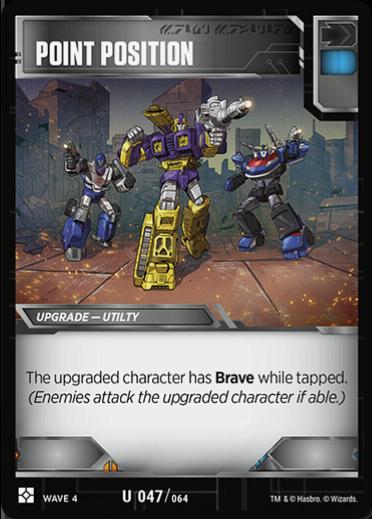 POINT POSITION
UPGRADE — UTILTY
The upgraded character has Brave while tapped.
(Enemies attack the upgraded character if able.)
WAVE 4 U 047/064 TM & © Hasbro. © Wizards.